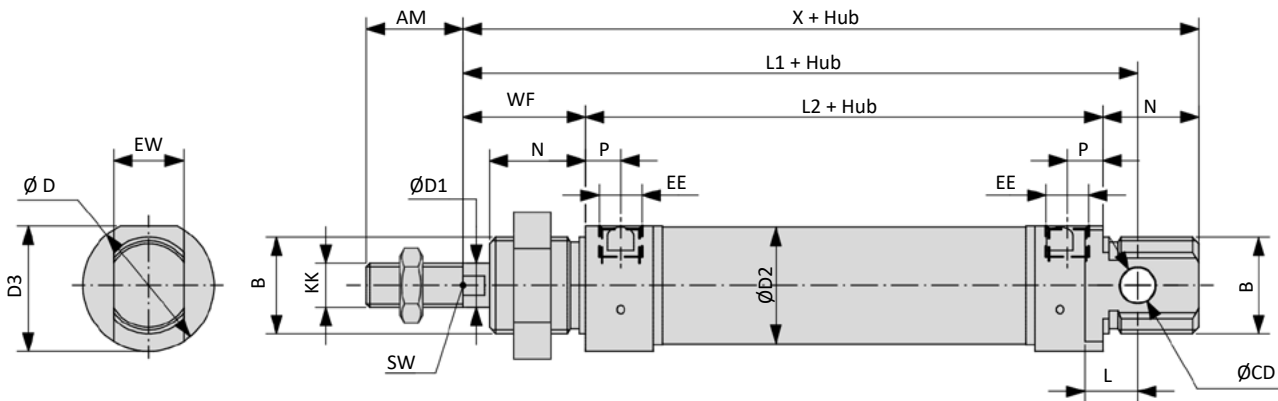 AM
X + Hub
L1 + Hub
WF
L2 + Hub
N
EW
N
P
P
Ø D
ØD1
EE
EE
D3
B
KK
ØD2
B
SW
L
ØCD